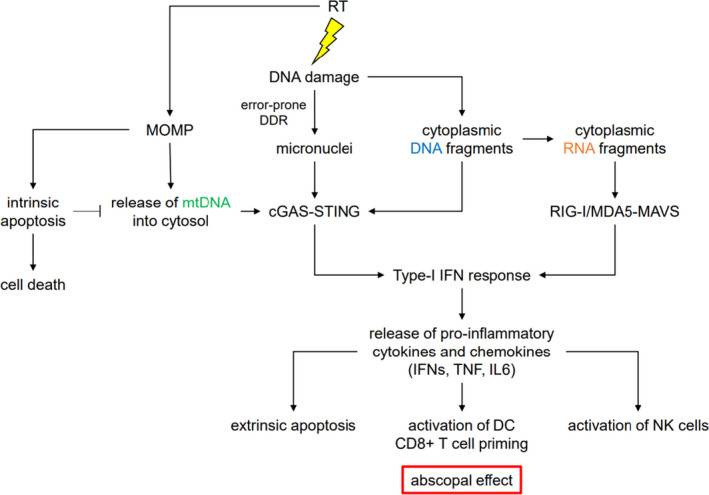 RT
DNA damage
error-prone
DDR
MOMP
micronuclei
cytoplasmic
DNA fragments
cytoplasmic
RNA fragments
intrinsic
apoptosis
release of mtDNA
into cytosol
cGAS-STING
RIG-I/MDA5-MAVS
cell death
Type-I IFN response
release of pro-inflammatory
cytokines and chemokines
(IFNs, TNF, IL6)
extrinsic apoptosis
activation of DC
CD8+ T cell priming
activation of NK cells
abscopal effect